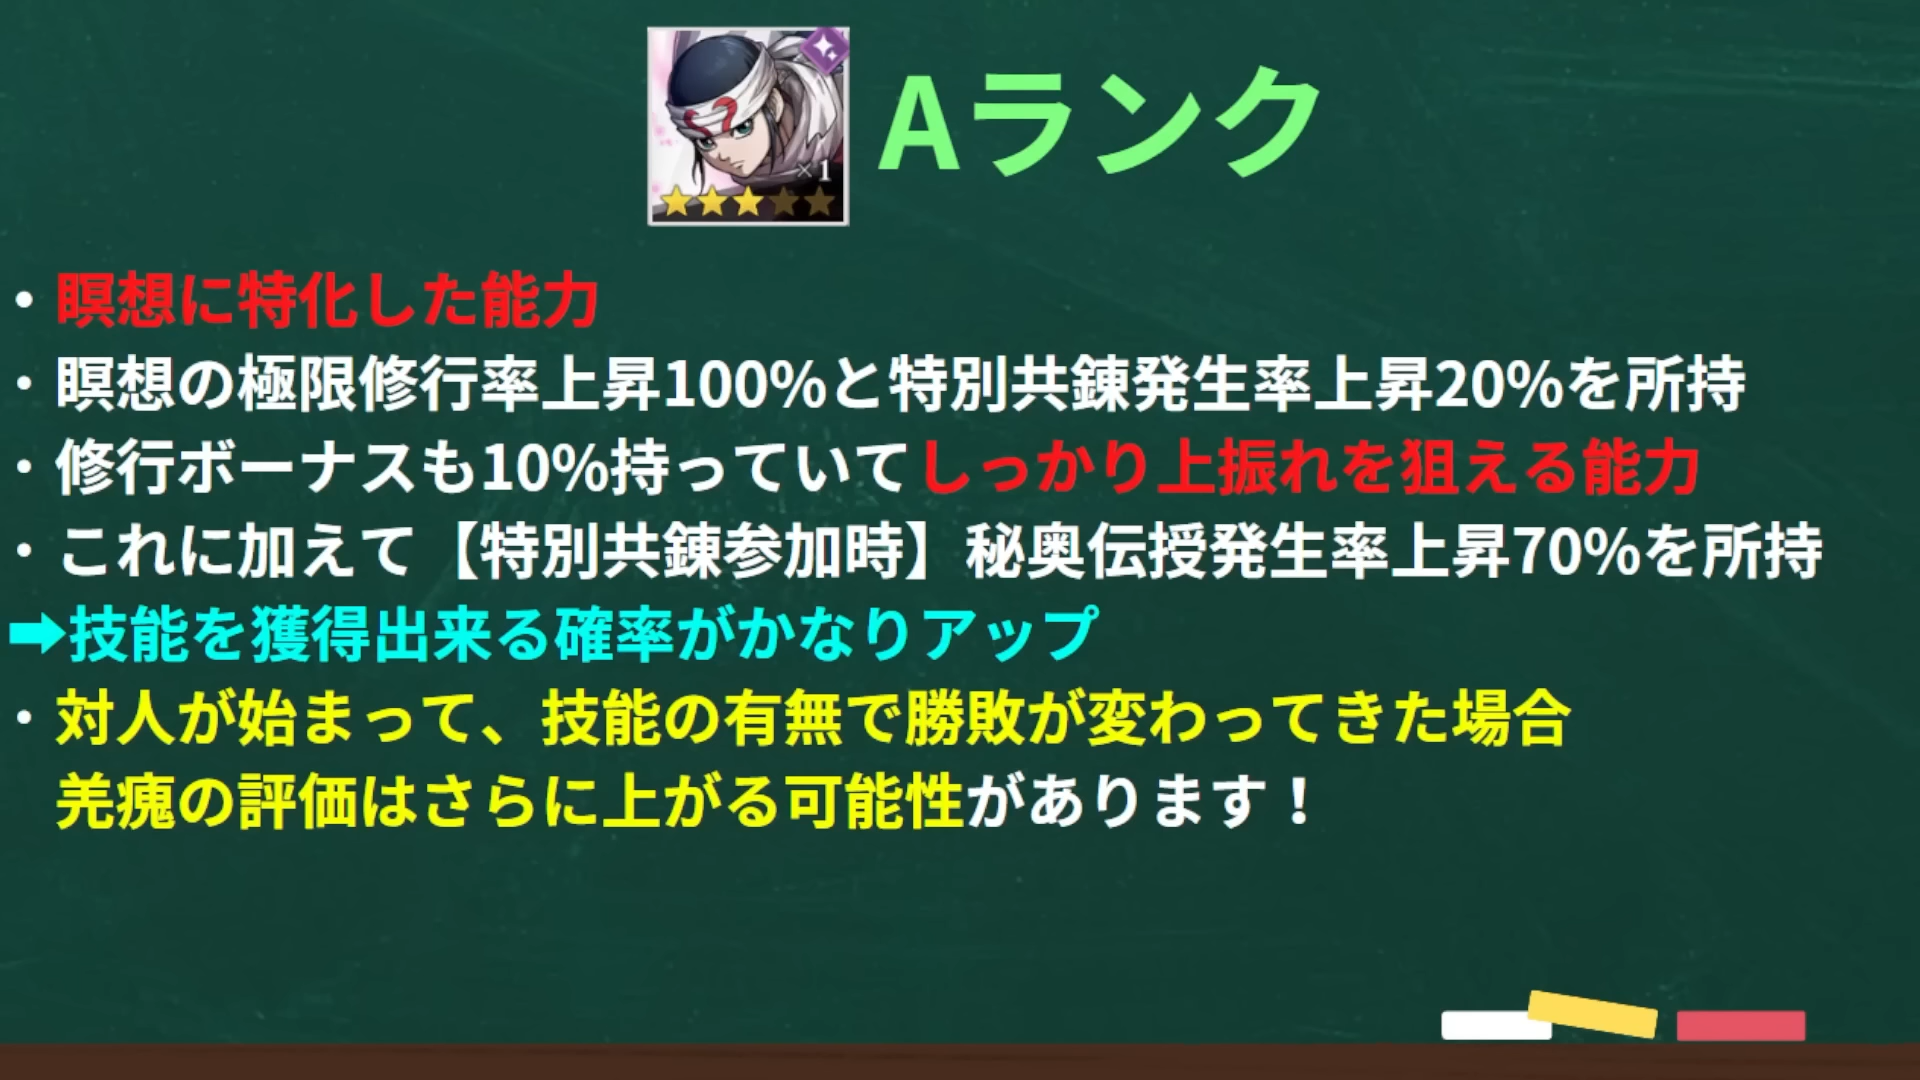 ×1
Aランク
・瞑想に特化した能力
・瞑想の極限修行率上昇100%と特別共錬発生率上昇20%を所持
・修行ボーナスも10%持っていてしっかり上振れを狙える能力
・これに加えて【特別共錬参加時】秘奥伝授発生率上昇70%を所持
➡技能を獲得出来る確率がかなりアップ
・対人が始まって、技能の有無で勝敗が変わってきた場合
羌瘣の評価はさらに上がる可能性があります！